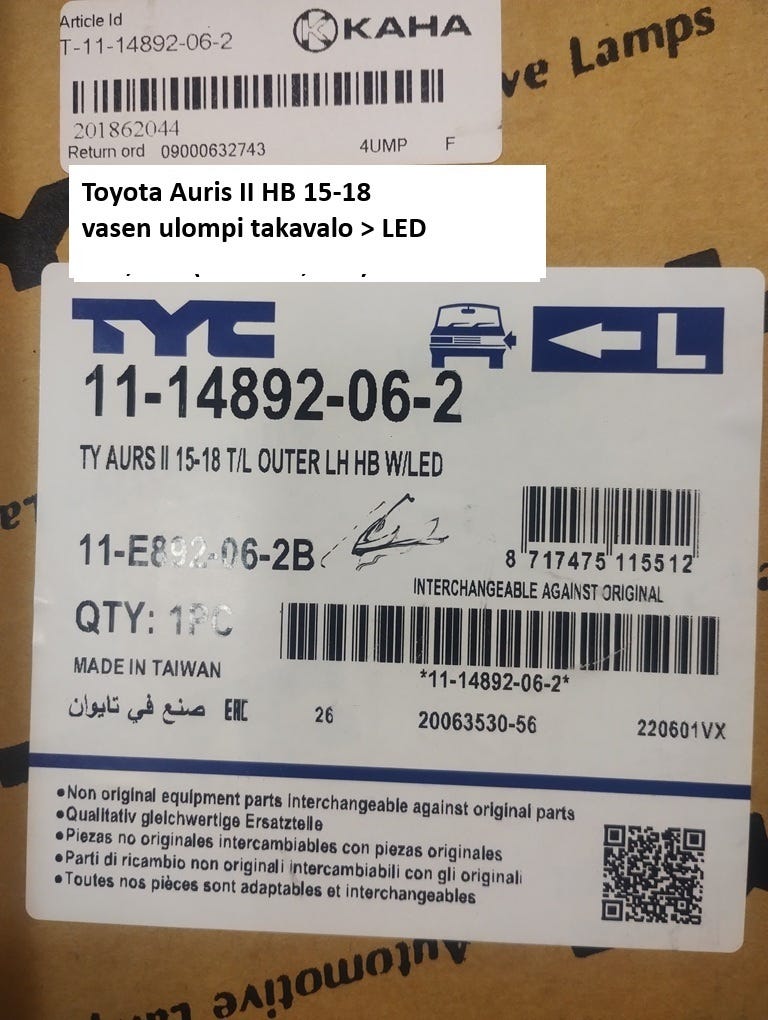 Article Id
T-11-14892-06-2
KAHA
201862044
Return ord 09000632743 4UMP F
ve Lamps
Toyota Auris II HB 15-18
vasen ulompi takavalo > LED
TYC
L
11-14892-06-2
TY AURS II 15-18 T/L OUTER LH HB W/LED
11-E892-06-2B
8 717475 115512
INTERCHANGEABLE AGAINST ORIGINAL
QTY: 1PC
*11-14892-06-2*
MADE IN TAIWAN
صنع في تايوان EAC 26 20063530-56 220601VX
•Non original equipment parts interchangeable against original parts
•Qualitativ gleichwertige Ersatzteile
•Piezas no originales intercambiables con piezas originales
•Parti di ricambio non originali intercambiabili con gli originali
•Toutes nos pièces sont adaptables et interchangeables
Automotive Lamps